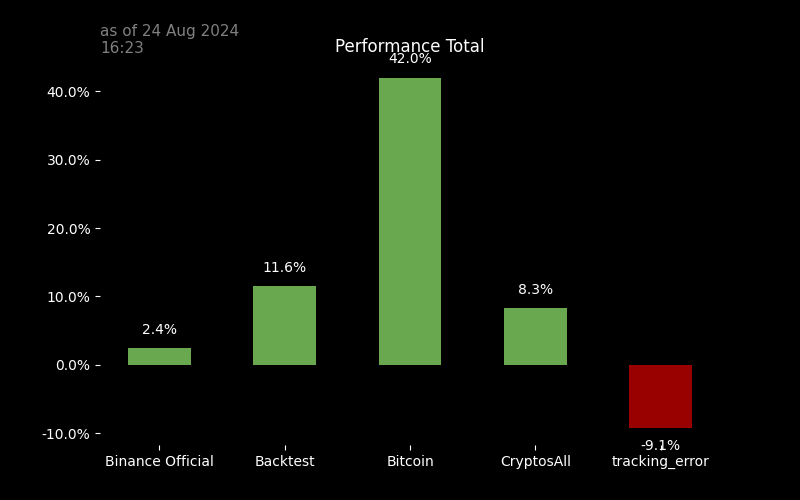 as of 24 Aug 2024
16:23
Performance Total
42.0%
40.0%
30.0%
20.0%
11.6%
10.0%
8.3%
2.4%
0.0%
-10.0%
-9.1%
Binance Official
Backtest
Bitcoin
CryptosAll
tracking_error